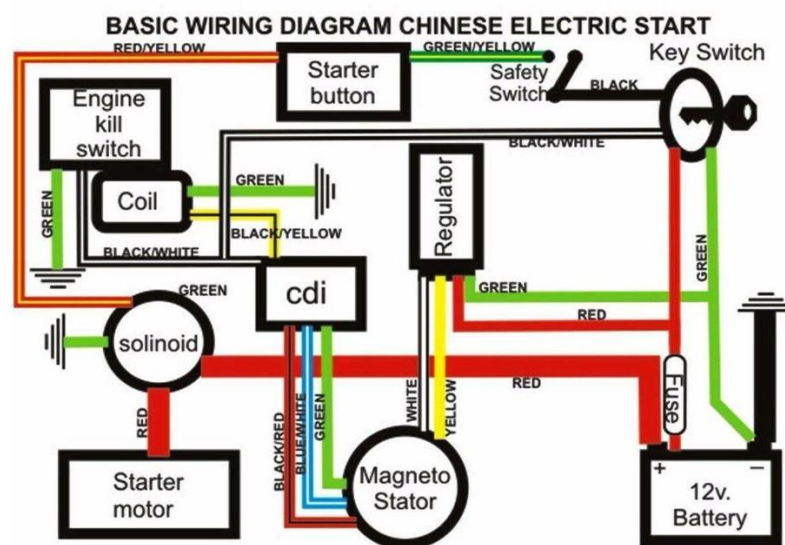 BASIC WIRING DIAGRAM CHINESE ELECTRIC START
RED/YELLOW
GREEN/YELLOW
Key Switch
Starter
button
Safety
Switch
BLACK
Engine
kill
switch
BLACK/WHITE
Regulator
GREEN
Coil
GREEN
BLACK/YELLOW
BLACK/WHITE
GREEN
GREEN
cdi
GREEN
RED
solinoid
RED
Fuse
RED
BLACK/RED
BLUE/WHITE
GREEN
WHITE
YELLOW
Starter
motor
Magneto
Stator
+
–
12v.
Battery